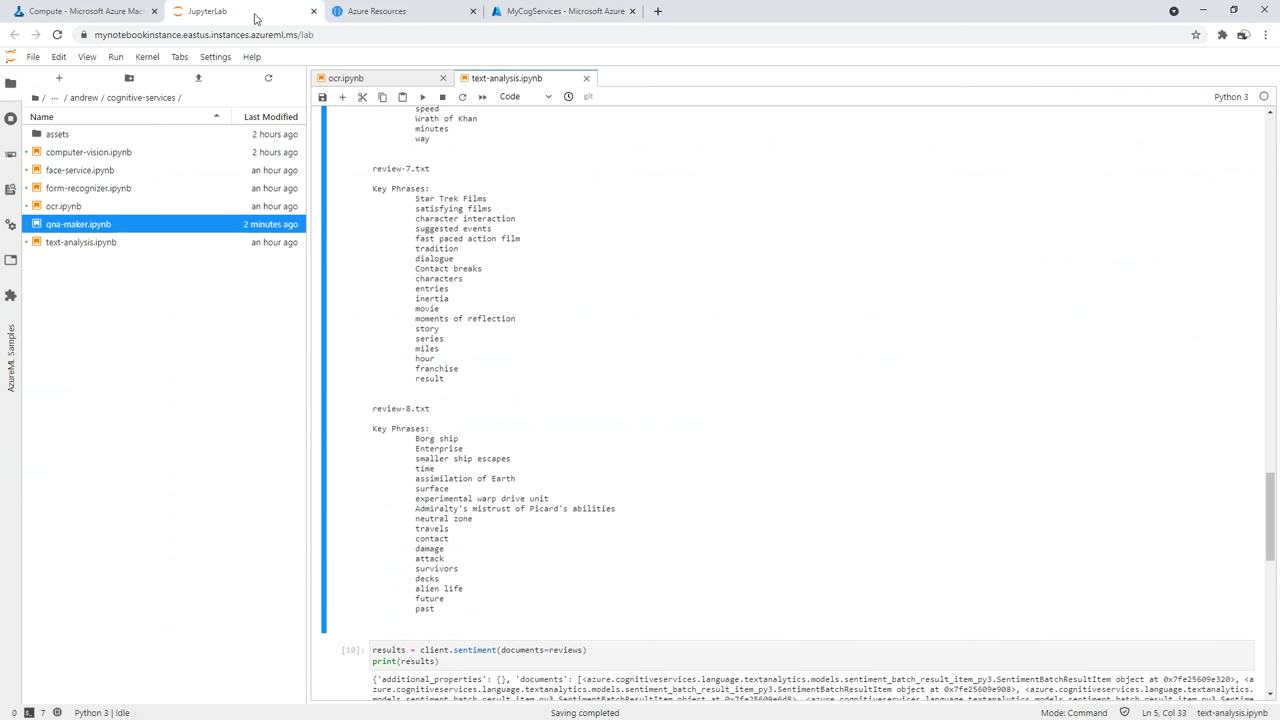 Compute - Microsoft Azure Mac
JupyterLab
Azure Resources
MyCogServices - Microsoft Azure
mynotebookinstance.eastus.instances.azureml.ms/lab
File Edit View Run Kernel Tabs Settings Help
ocr.ipynb
text-analysis.ipynb
/ ... / andrew / cognitive-services /
Code
git
Python 3
Name Last Modified
assets 2 hours ago
computer-vision.ipynb 2 hours ago
face-service.ipynb an hour ago
form-recognizer.ipynb an hour ago
ocr.ipynb an hour ago
qna-maker.ipynb 2 minutes ago
text-analysis.ipynb an hour ago
AzureML Samples
speed
Wrath of Khan
minutes
way
review-7.txt
Key Phrases:
Star Trek Films
satisfying films
character interaction
suggested events
fast paced action film
tradition
dialogue
Contact breaks
characters
entries
inertia
movie
moments of reflection
story
series
miles
hour
franchise
result
review-8.txt
Key Phrases:
Borg ship
Enterprise
smaller ship escapes
time
assimilation of Earth
surface
experimental warp drive unit
Admiralty's mistrust of Picard's abilities
neutral zone
travels
contact
damage
attack
survivors
decks
alien life
future
past
[10]: results = client.sentiment(documents=reviews)
print(results)
{'additional_properties': {}, 'documents': [<azure.cognitiveservices.language.textanalytics.models.sentiment_batch_result_item_py3.SentimentBatchResultItem object at 0x7fe25609e320>, <az
ure.cognitiveservices.language.textanalytics.models.sentiment_batch_result_item_py3.SentimentBatchResultItem object at 0x7fe25609e908>, <azure.cognitiveservices.language.textanalytics.
0 7 Python 3 | Idle
Saving completed
Mode: Command Ln 5, Col 33 text-analysis.ipynb